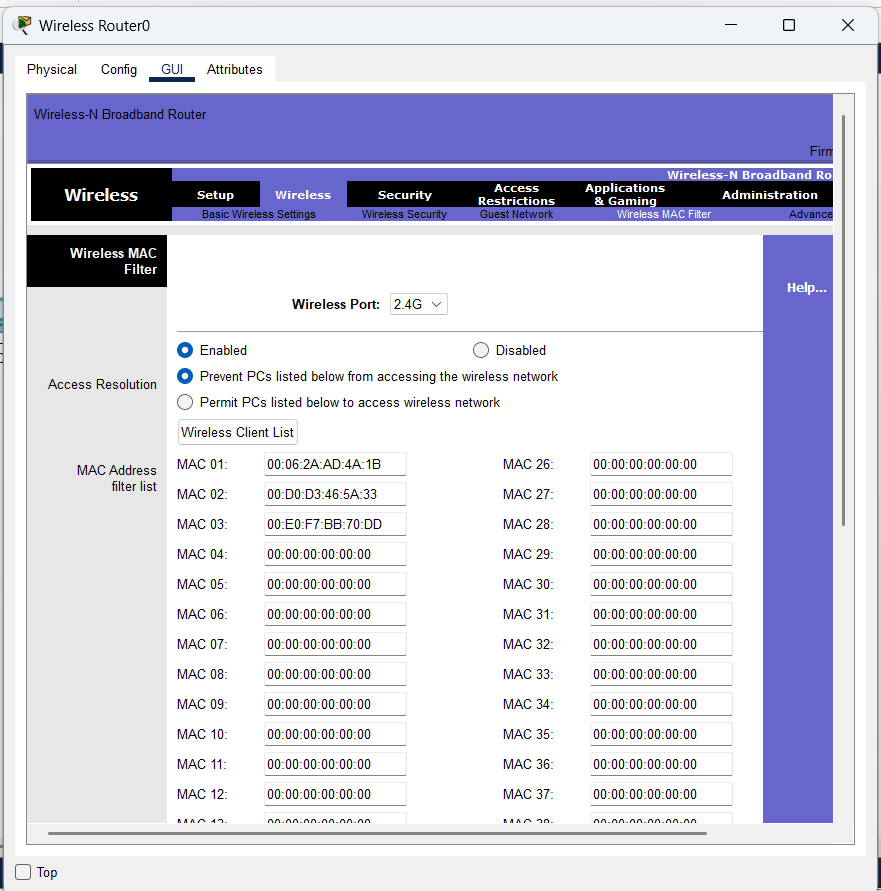 Wireless Router0
Physical Config GUI Attributes
Wireless-N Broadband Router
Firm
Wireless-N Broadband Ro
Wireless
Setup Wireless Security Access Restrictions Applications & Gaming Administration
Basic Wireless Settings Wireless Security Guest Network Wireless MAC Filter Advance
Wireless MAC
Filter
Help...
Wireless Port: 2.4G
Enabled Disabled
Access Resolution
Prevent PCs listed below from accessing the wireless network
Permit PCs listed below to access wireless network
Wireless Client List
MAC Address
filter list
MAC 01: 00:06:2A:AD:4A:1B MAC 26: 00:00:00:00:00:00
MAC 02: 00:D0:D3:46:5A:33 MAC 27: 00:00:00:00:00:00
MAC 03: 00:E0:F7:BB:70:DD MAC 28: 00:00:00:00:00:00
MAC 04: 00:00:00:00:00:00 MAC 29: 00:00:00:00:00:00
MAC 05: 00:00:00:00:00:00 MAC 30: 00:00:00:00:00:00
MAC 06: 00:00:00:00:00:00 MAC 31: 00:00:00:00:00:00
MAC 07: 00:00:00:00:00:00 MAC 32: 00:00:00:00:00:00
MAC 08: 00:00:00:00:00:00 MAC 33: 00:00:00:00:00:00
MAC 09: 00:00:00:00:00:00 MAC 34: 00:00:00:00:00:00
MAC 10: 00:00:00:00:00:00 MAC 35: 00:00:00:00:00:00
MAC 11: 00:00:00:00:00:00 MAC 36: 00:00:00:00:00:00
MAC 12: 00:00:00:00:00:00 MAC 37: 00:00:00:00:00:00
Top